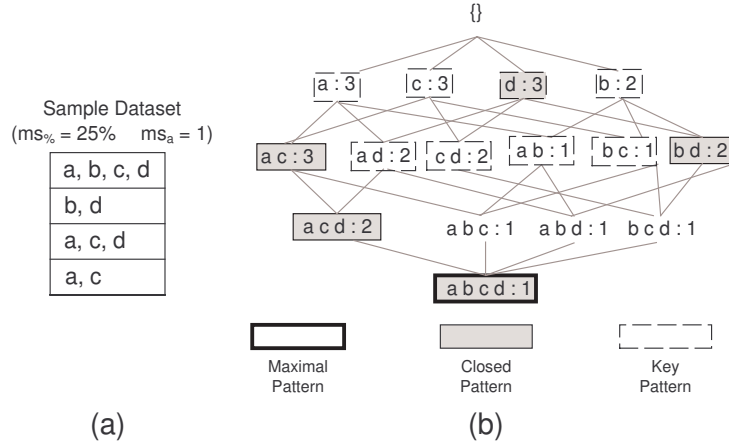 {}
a : 3 c : 3 d : 3 b : 2
Sample Dataset
(ms% = 25% msa = 1)
a, b, c, d
b, d
a, c, d
a, c
a c : 3 a d : 2 c d : 2 a b : 1 b c : 1 b d : 2
a c d : 2 a b c : 1 a b d : 1 b c d : 1
a b c d : 1
Maximal Closed Key
Pattern Pattern Pattern
(a) (b)